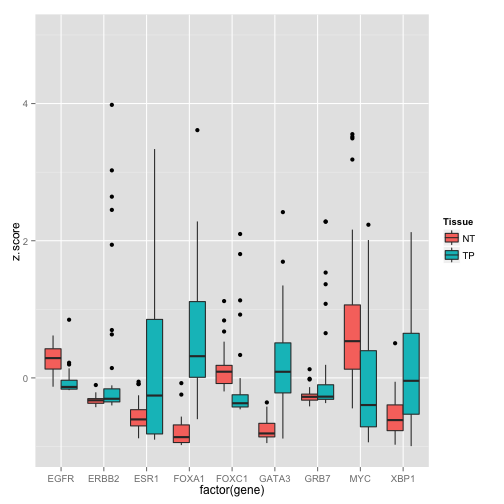 4
2
0
z.score
EGFR ERBB2 ESR1 FOXA1 FOXC1 GATA3 GRB7 MYC XBP1
factor(gene)
Tissue
NT
TP